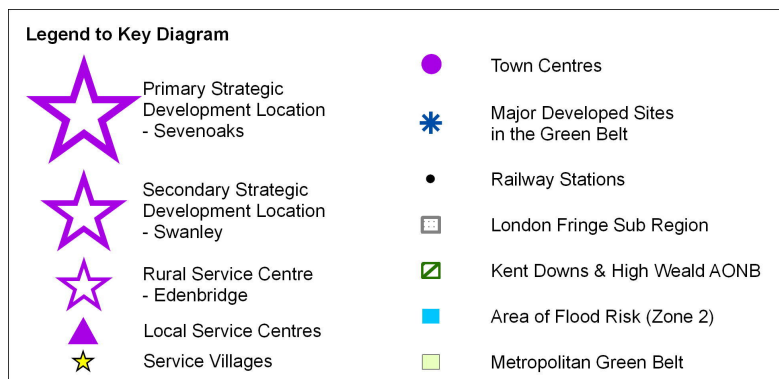 Legend to Key Diagram
Primary Strategic
Development Location
- Sevenoaks
Secondary Strategic
Development Location
- Swanley
Rural Service Centre
- Edenbridge
Local Service Centres
Service Villages
Town Centres
Major Developed Sites
in the Green Belt
Railway Stations
London Fringe Sub Region
Kent Downs & High Weald AONB
Area of Flood Risk (Zone 2)
Metropolitan Green Belt